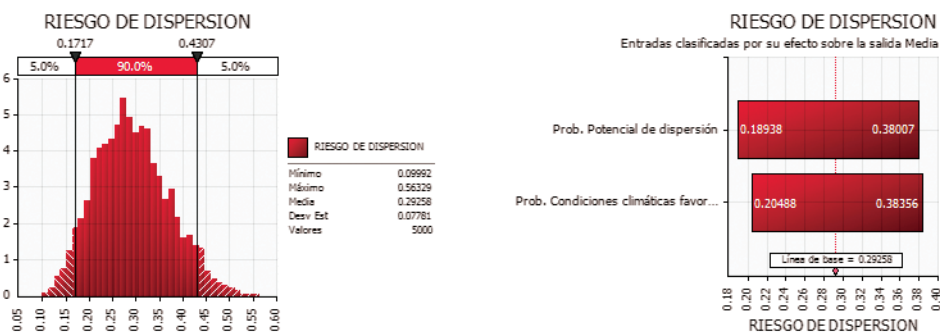 RIESGO DE DISPERSION
0.1717 0.4307
5.0% 90.0% 5.0%
6
5
4
3
2
1
0
0.05 0.10 0.15 0.20 0.25 0.30 0.35 0.40 0.45 0.50 0.55 0.60
RIESGO DE DISPERSION
Mínimo 0.09992
Máximo 0.56329
Media 0.29258
Desv Est 0.07781
Valores 5000
RIESGO DE DISPERSION
Entradas clasificadas por su efecto sobre la salida Media
Prob. Potencial de dispersión 0.18938 0.38007
Prob. Condiciones climáticas favor... 0.20488 0.38356
Línea de base = 0.29258
0.18 0.20 0.22 0.24 0.26 0.28 0.30 0.32 0.34 0.36 0.38 0.40
RIESGO DE DISPERSION